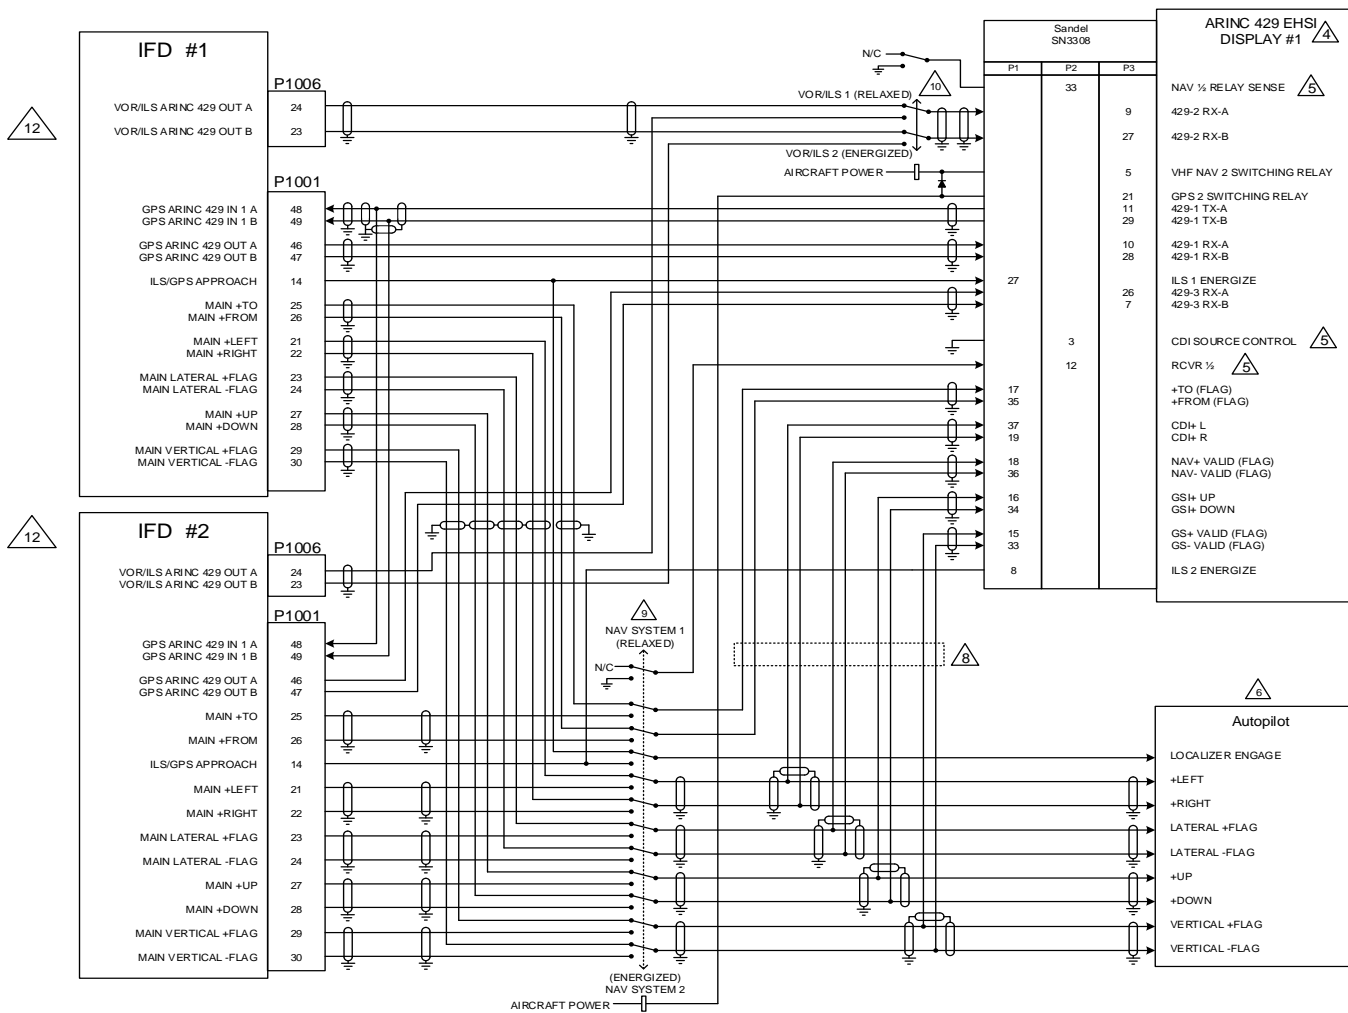 IFD #1
12
P1006
VOR/ILS ARINC 429 OUT A 24
VOR/ILS ARINC 429 OUT B 23
P1001
GPS ARINC 429 IN 1 A 48
GPS ARINC 429 IN 1 B 49
GPS ARINC 429 OUT A 46
GPS ARINC 429 OUT B 47
ILS/GPS APPROACH 14
MAIN +TO 25
MAIN +FROM 26
MAIN +LEFT 21
MAIN +RIGHT 22
MAIN LATERAL +FLAG 23
MAIN LATERAL -FLAG 24
MAIN +UP 27
MAIN +DOWN 28
MAIN VERTICAL +FLAG 29
MAIN VERTICAL -FLAG 30
IFD #2
12
P1006
VOR/ILS ARINC 429 OUT A 24
VOR/ILS ARINC 429 OUT B 23
P1001
GPS ARINC 429 IN 1 A 48
GPS ARINC 429 IN 1 B 49
GPS ARINC 429 OUT A 46
GPS ARINC 429 OUT B 47
MAIN +TO 25
MAIN +FROM 26
ILS/GPS APPROACH 14
MAIN +LEFT 21
MAIN +RIGHT 22
MAIN LATERAL +FLAG 23
MAIN LATERAL -FLAG 24
MAIN +UP 27
MAIN +DOWN 28
MAIN VERTICAL +FLAG 29
MAIN VERTICAL -FLAG 30
N/C
10
VOR/ILS 1 (RELAXED)
VOR/ILS 2 (ENERGIZED)
AIRCRAFT POWER
9
NAV SYSTEM 1
(RELAXED)
N/C
(ENERGIZED)
NAV SYSTEM 2
AIRCRAFT POWER
8
Sandel
SN3308
P1 P2 P3
ARINC 429 EHSI
DISPLAY #1 4
33 NAV ½ RELAY SENSE 5
9 429-2 RX-A
27 429-2 RX-B
5 VHF NAV 2 SWITCHING RELAY
21 GPS 2 SWITCHING RELAY
11 429-1 TX-A
29 429-1 TX-B
10 429-1 RX-A
28 429-1 RX-B
27 ILS 1 ENERGIZE
26 429-3 RX-A
7 429-3 RX-B
3 CDI SOURCE CONTROL 5
12 RCVR ½ 5
17 +TO (FLAG)
35 +FROM (FLAG)
37 CDI+ L
19 CDI+ R
18 NAV+ VALID (FLAG)
36 NAV- VALID (FLAG)
16 GSI+ UP
34 GSI+ DOWN
15 GS+ VALID (FLAG)
33 GS- VALID (FLAG)
8 ILS 2 ENERGIZE
6
Autopilot
LOCALIZER ENGAGE
+LEFT
+RIGHT
LATERAL +FLAG
LATERAL -FLAG
+UP
+DOWN
VERTICAL +FLAG
VERTICAL -FLAG